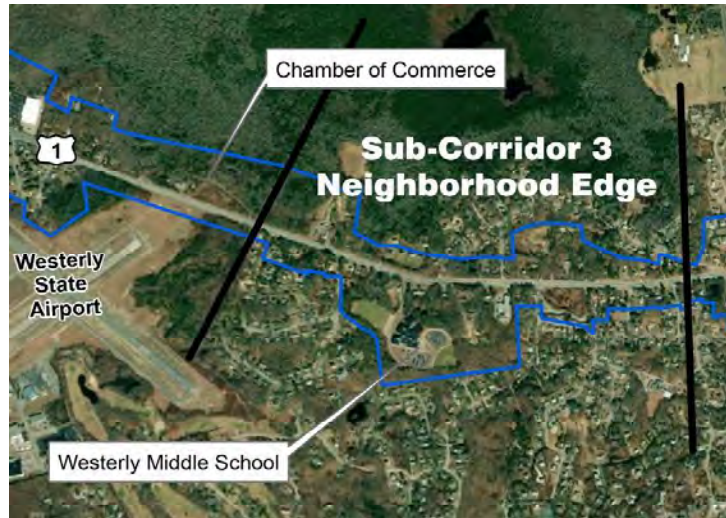 Chamber of Commerce
1
Sub-Corridor 3
Neighborhood Edge
Westerly
State
Airport
Westerly Middle School